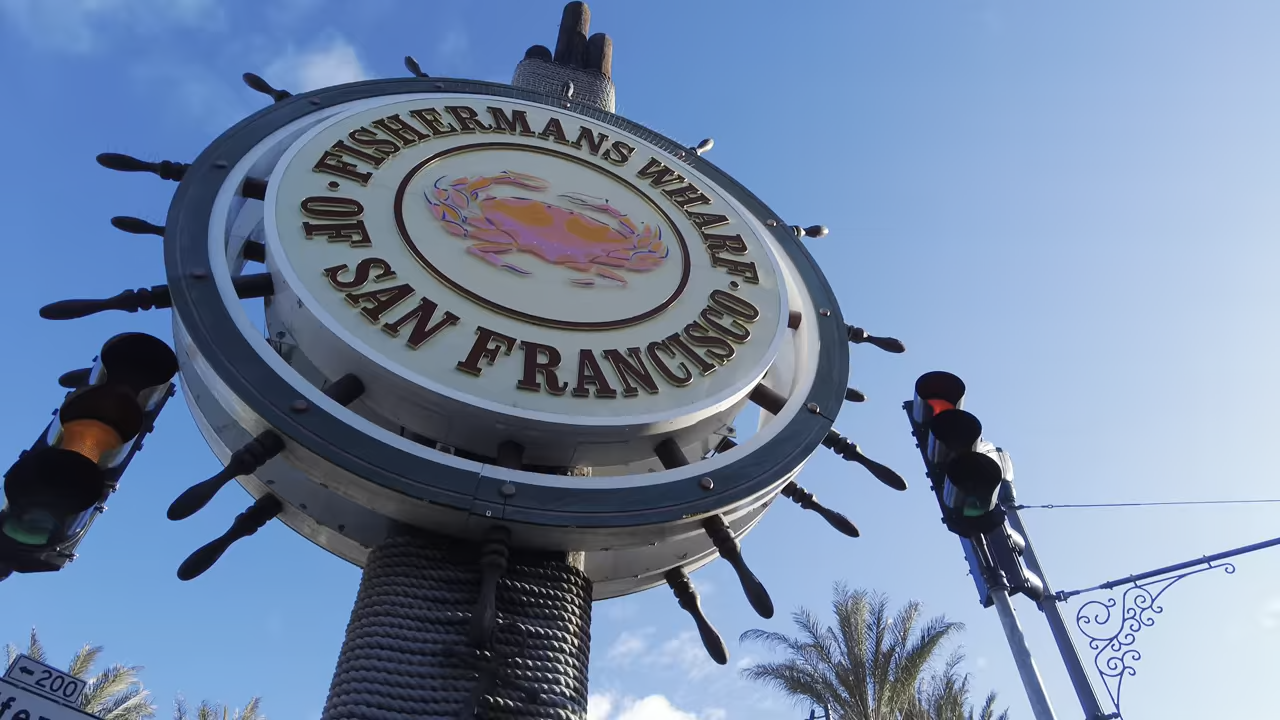 FISHERMANS WHARF
· OF SAN FRANCISCO ·
← 200